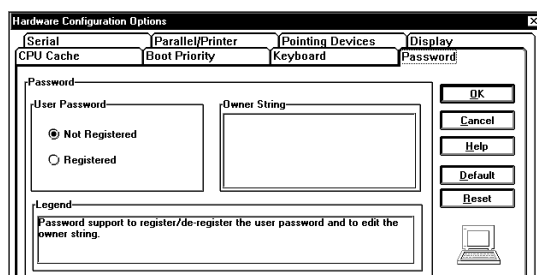 Hardware Configuration Options
Serial
Parallel/Printer
Pointing Devices
Display
CPU Cache
Boot Priority
Keyboard
Password
Password
User Password
Not Registered
Registered
Owner String
Legend
Password support to register/de-register the user password and to edit the
owner string.
OK
Cancel
Help
Default
Reset